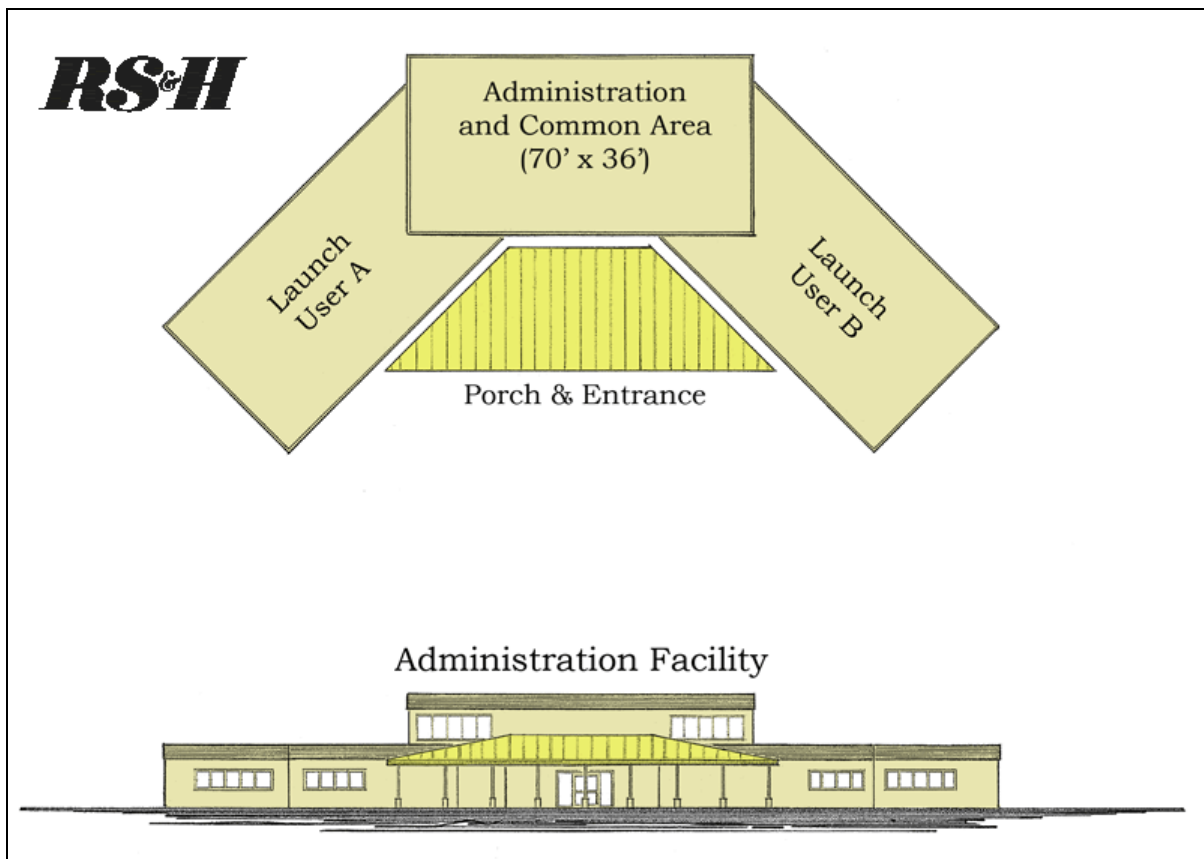 RS&H
Administration
and Common Area
(70' x 36')
Launch
User A
Launch
User B
Porch & Entrance
Administration Facility